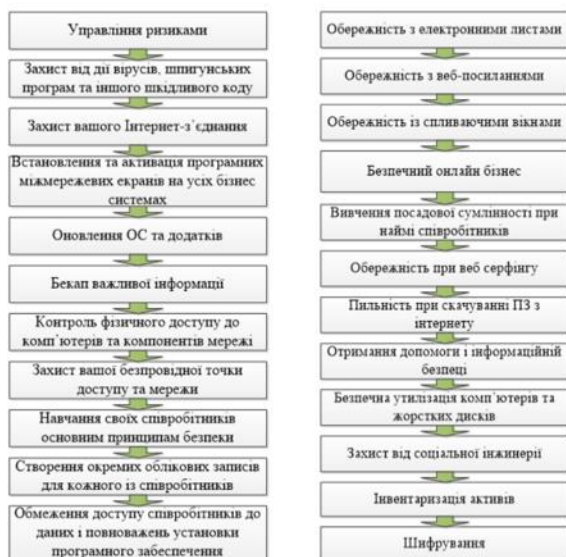 Управління ризиками
Захист від дії вірусів, шпигунських
програм та іншого шкідливого коду
Захист вашого Інтернет-з’єднання
Встановлення та активація програмних
міжмережевих екранів на усіх бізнес
системах
Оновлення ОС та додатків
Бекап важливої інформації
Контроль фізичного доступу до
комп’ютерів та компонентів мережі
Захист вашої безпровідної точки
доступу та мережи
Навчання своїх співробітників
основним принципам безпеки
Створення окремих облікових записів
для кожного із співробітників
Обмеження доступу співробітників до
даних і повноважень установки
програмного забезпечення
Обережність з електронними листами
Обережність з веб-посиланнями
Обережність із спливаючими вікнами
Безпечний онлайн бізнес
Вивчення посадової сумлінності при
наймі співробітників
Обережність при веб серфінгу
Пильність при скачуванні ПЗ з
інтернету
Отримання допомоги і інформаційній
безпеці
Безпечна утилізація комп’ютерів та
жорстких дисків
Захист від соціальної інжинерії
Інвентаризація активів
Шифрування